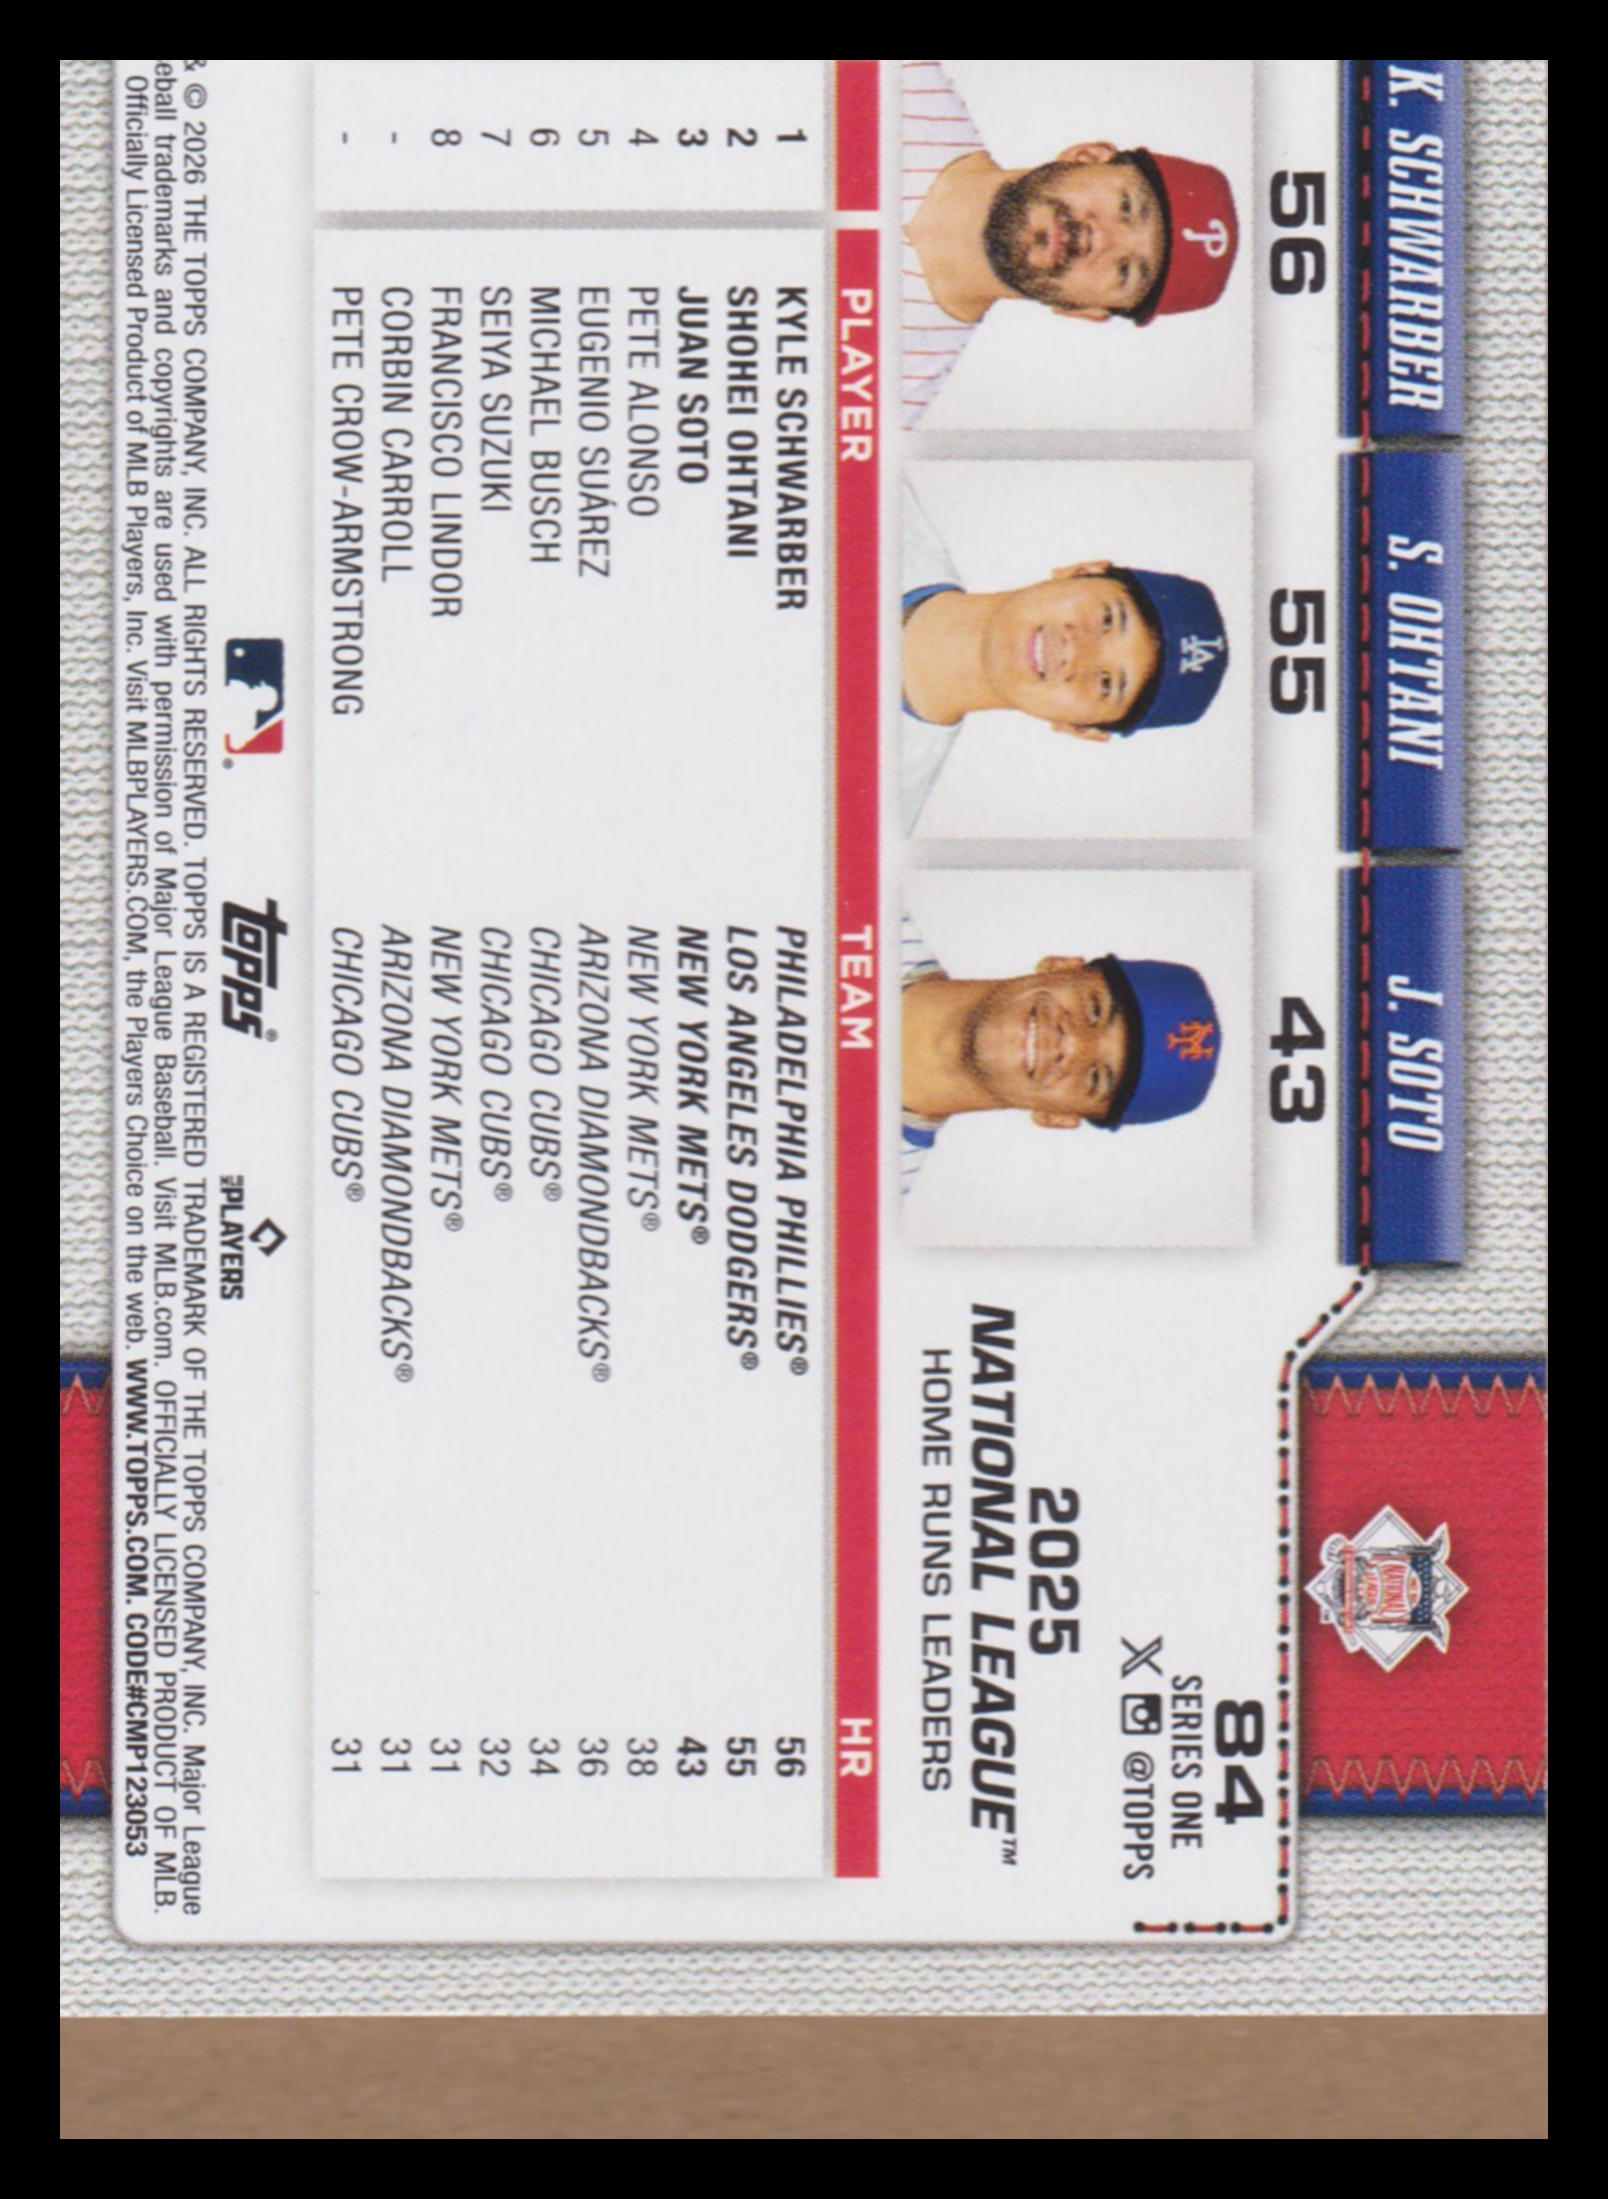 K. SCHWARBER
S. OHTANI
J. SOTO
56
55
43
84
SERIES ONE
X @TOPPS
2025
NATIONAL LEAGUE™
HOME RUNS LEADERS
PLAYER TEAM HR
1 KYLE SCHWARBER PHILADELPHIA PHILLIES® 56
2 SHOHEI OHTANI LOS ANGELES DODGERS® 55
3 JUAN SOTO NEW YORK METS® 43
4 PETE ALONSO NEW YORK METS® 38
5 EUGENIO SUÁREZ ARIZONA DIAMONDBACKS® 36
6 MICHAEL BUSCH CHICAGO CUBS® 34
7 SEIYA SUZUKI CHICAGO CUBS® 32
8 FRANCISCO LINDOR NEW YORK METS® 31
- CORBIN CARROLL ARIZONA DIAMONDBACKS® 31
- PETE CROW-ARMSTRONG CHICAGO CUBS® 31
topps®
MLB PLAYERS
& © 2026 THE TOPPS COMPANY, INC. ALL RIGHTS RESERVED. TOPPS IS A REGISTERED TRADEMARK OF THE TOPPS COMPANY, INC. Major League
eball trademarks and copyrights are used with permission of Major League Baseball. Visit MLB.com. OFFICIALLY LICENSED PRODUCT OF MLB
Officially Licensed Product of MLB Players, Inc. Visit MLBPLAYERS.COM, the Players Choice on the web. WWW.TOPPS.COM. CODE#CMP123053
P
LA
NY
NATIONAL LEAGUE